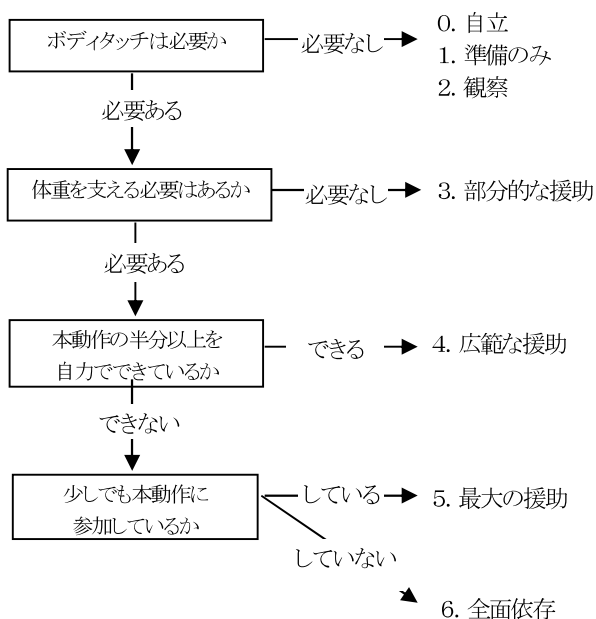 ボディタッチは必要か
必要なし
0. 自立
1. 準備のみ
2. 観察
必要ある
体重を支える必要はあるか
必要なし
3. 部分的な援助
必要ある
本動作の半分以上を
自力でできているか
できる
4. 広範な援助
できない
少しでも本動作に
参加しているか
している
5. 最大の援助
していない
6. 全面依存